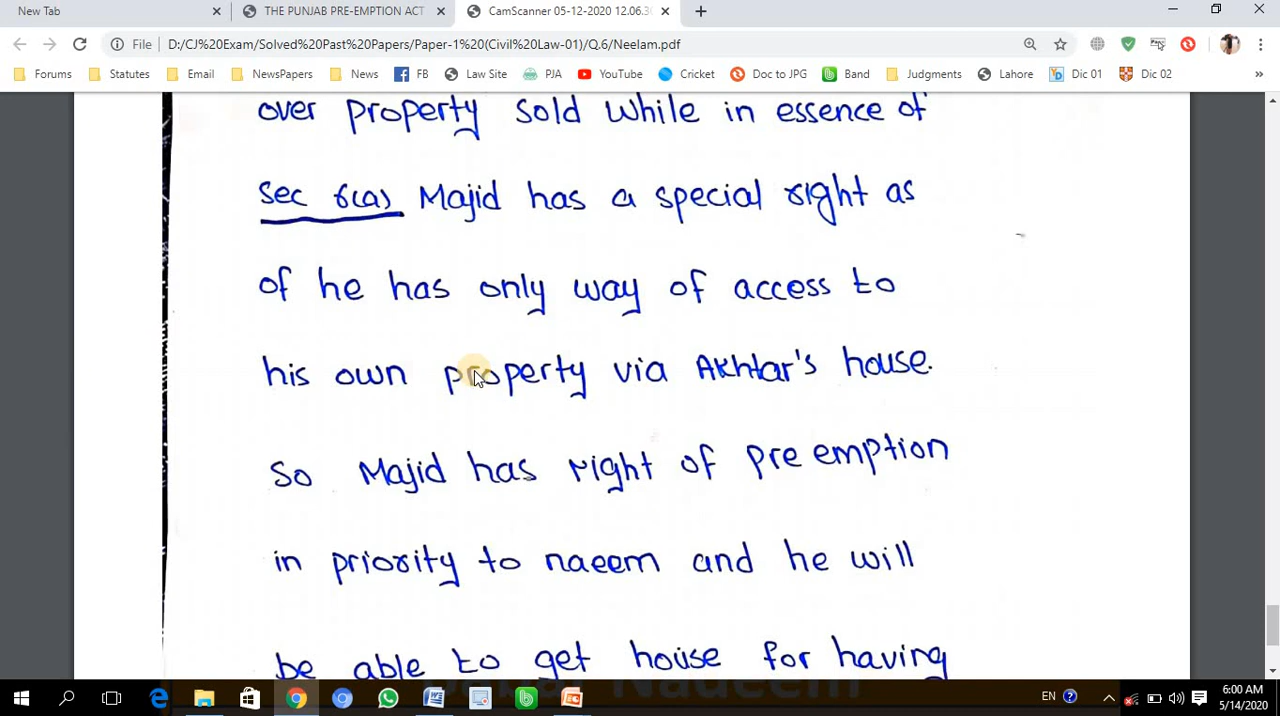 New Tab
THE PUNJAB PRE-EMPTION ACT
CamScanner 05-12-2020 12.06.30
File
D:/CJ%20Exam/Solved%20Past%20Papers/Paper-1%20(Civil%20Law-01)/Q.6/Neelam.pdf
Forums Statutes Email NewsPapers News FB Law Site PJA YouTube Cricket Doc to JPG Band Judgments Lahore Dic 01 Dic 02 »
over property sold while in essence of
sec 6(a) Majid has a special right as
of he has only way of access to
his own property via Akhtar's house.
So Majid has right of pre emption
in priority to naeem and he will
be able to get house for having
EN
6:00 AM
5/14/2020